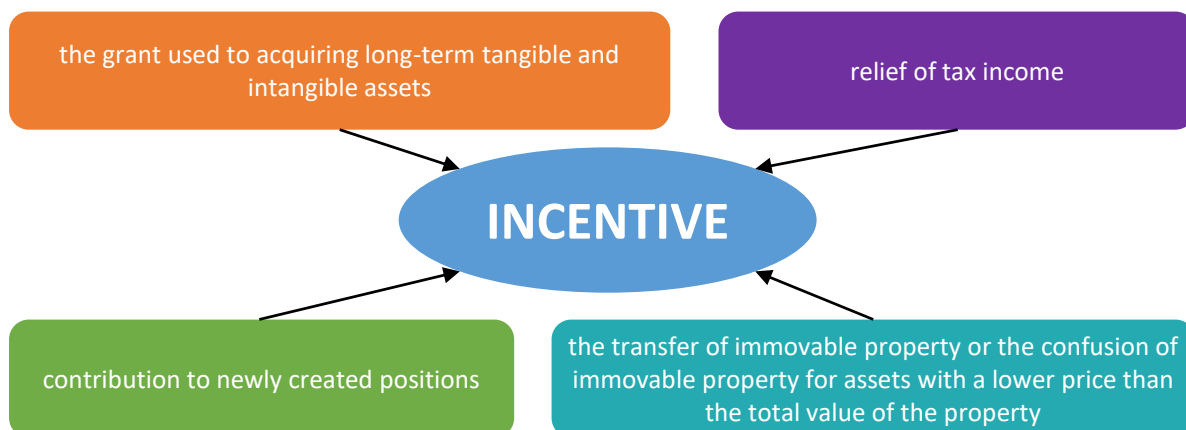 the grant used to acquiring long-term tangible and
intangible assets
relief of tax income
INCENTIVE
contribution to newly created positions
the transfer of immovable property or the confusion of
immovable property for assets with a lower price than
the total value of the property